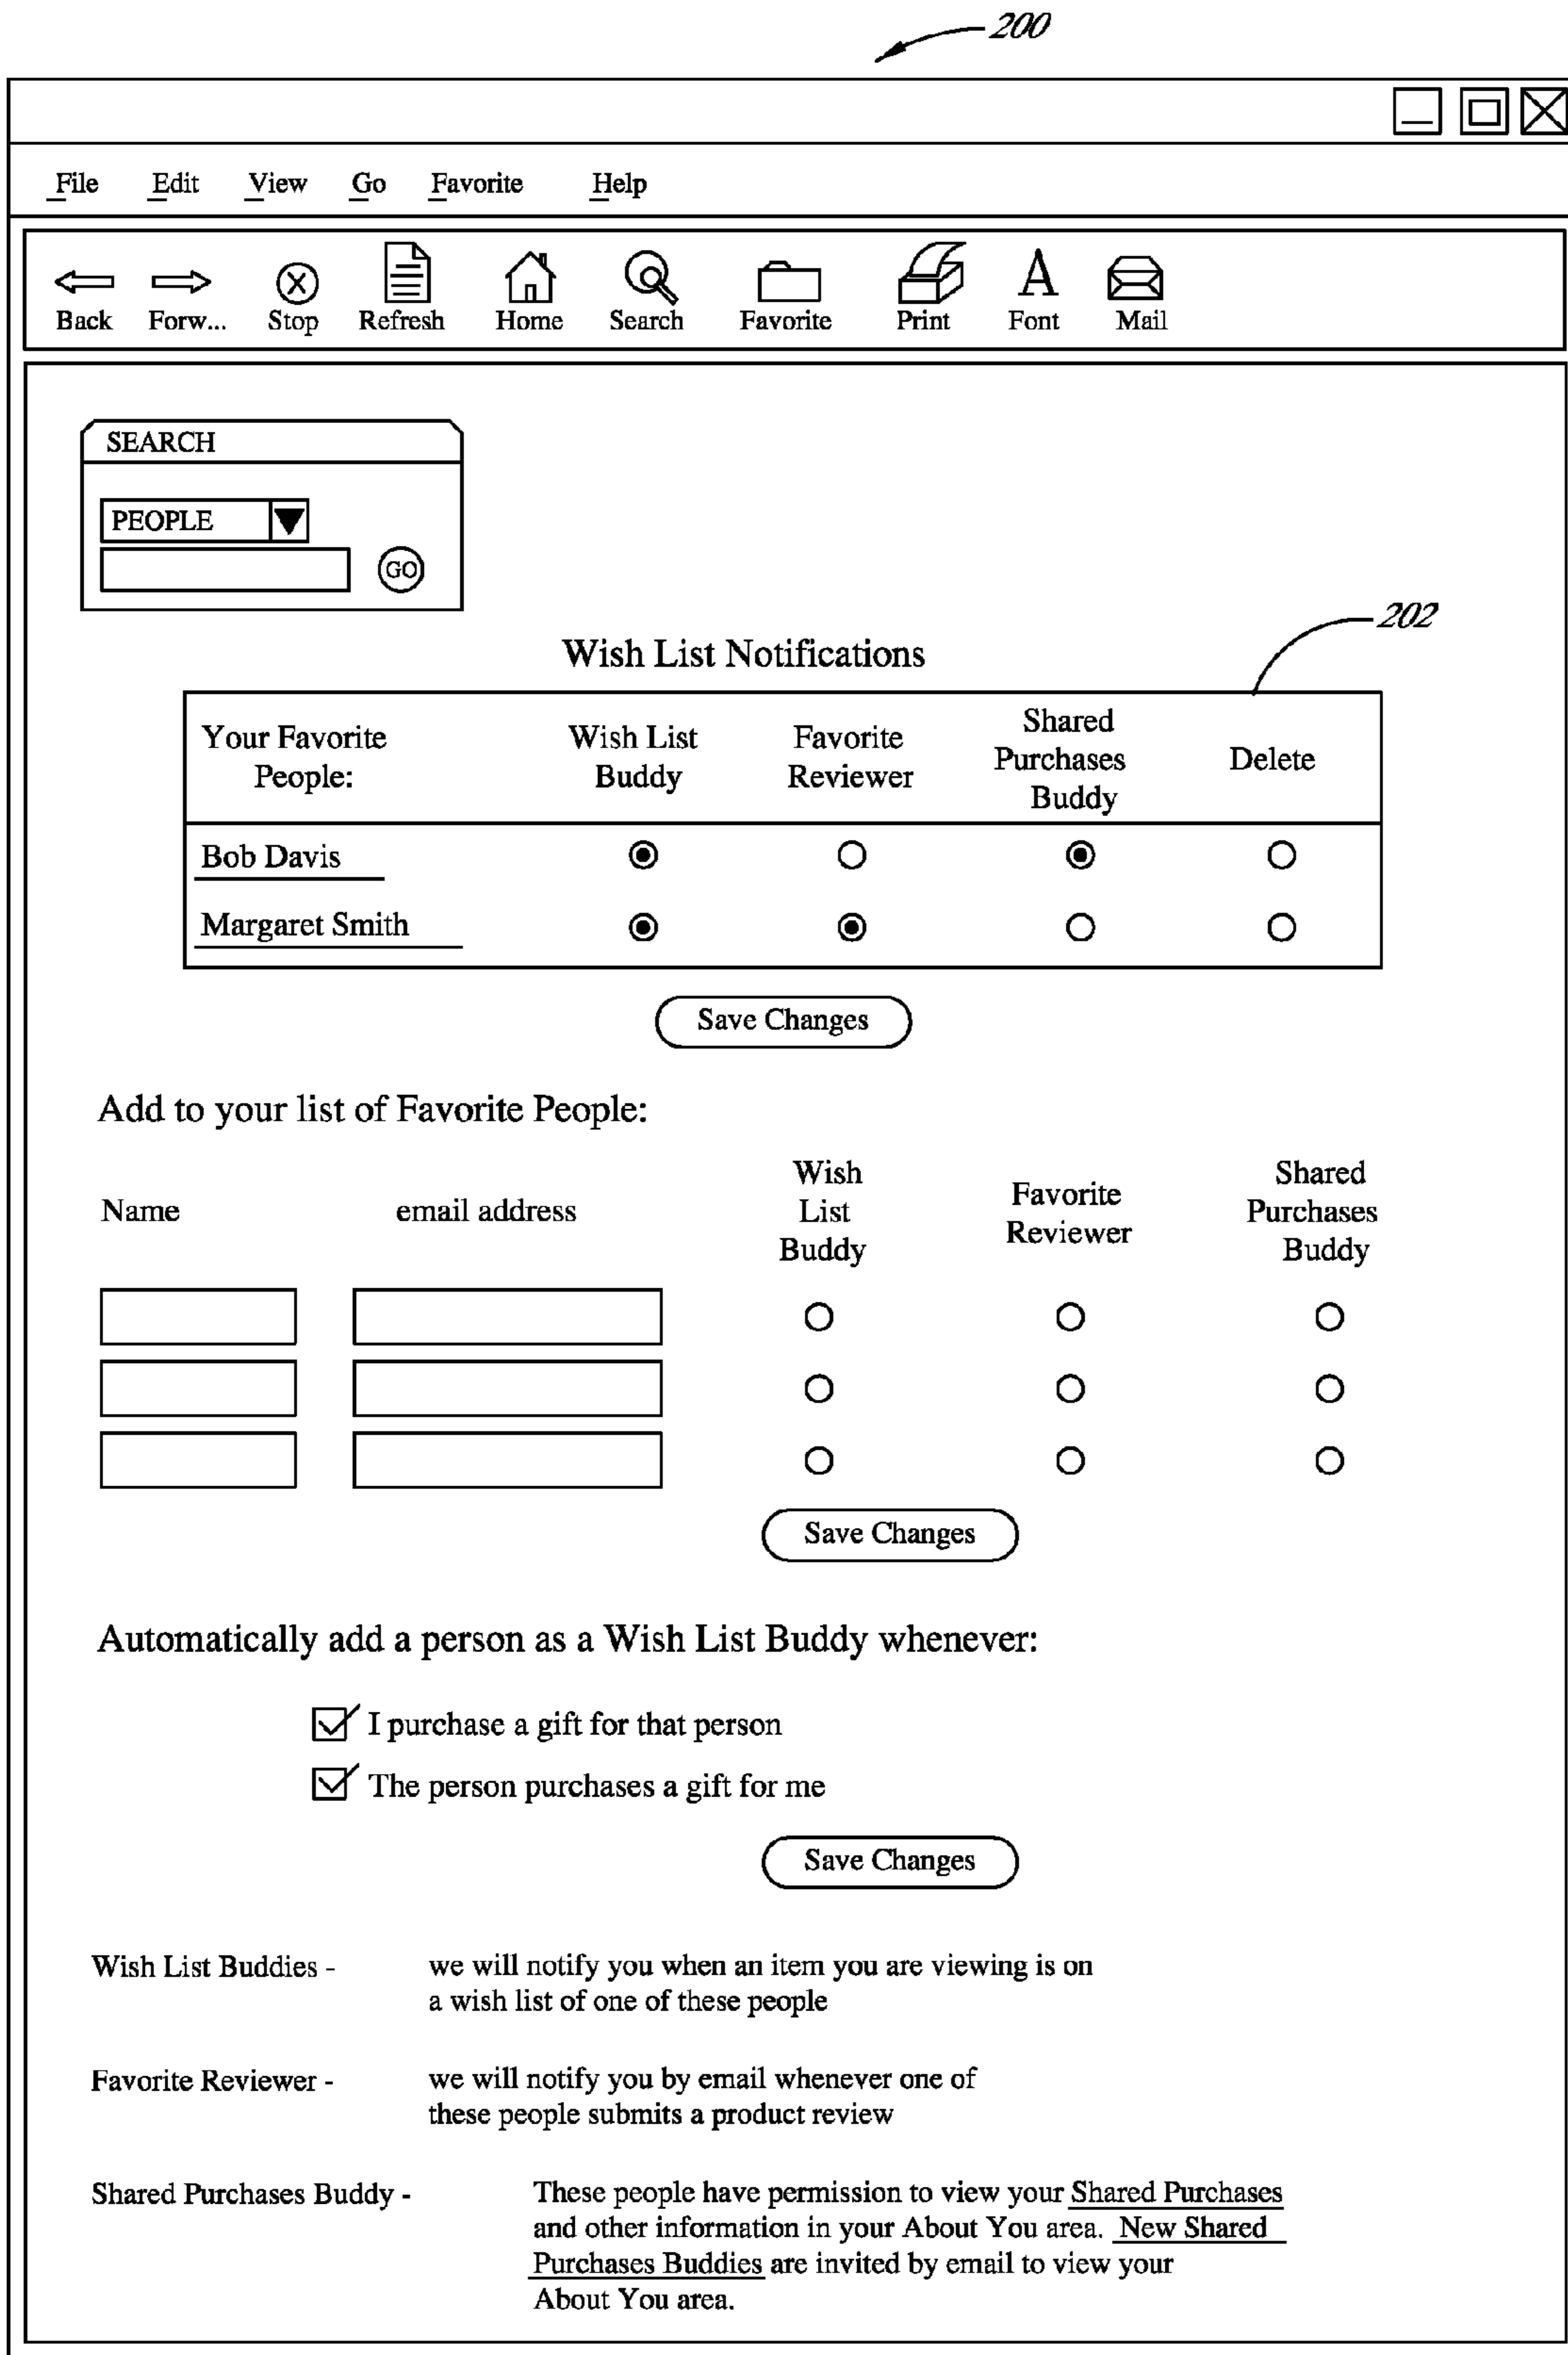 200
File Edit View Go Favorite Help
Back Forw... Stop Refresh Home Search Favorite Print Font Mail
SEARCH
PEOPLE
GO
202
Wish List Notifications
Your Favorite People: Wish List Buddy Favorite Reviewer Shared Purchases Buddy Delete
Bob Davis
Margaret Smith
Save Changes
Add to your list of Favorite People:
Name email address Wish List Buddy Favorite Reviewer Shared Purchases Buddy
Save Changes
Automatically add a person as a Wish List Buddy whenever:
I purchase a gift for that person
The person purchases a gift for me
Save Changes
Wish List Buddies - we will notify you when an item you are viewing is on
a wish list of one of these people
Favorite Reviewer - we will notify you by email whenever one of
these people submits a product review
Shared Purchases Buddy - These people have permission to view your Shared Purchases
and other information in your About You area. New Shared
Purchases Buddies are invited by email to view your
About You area.